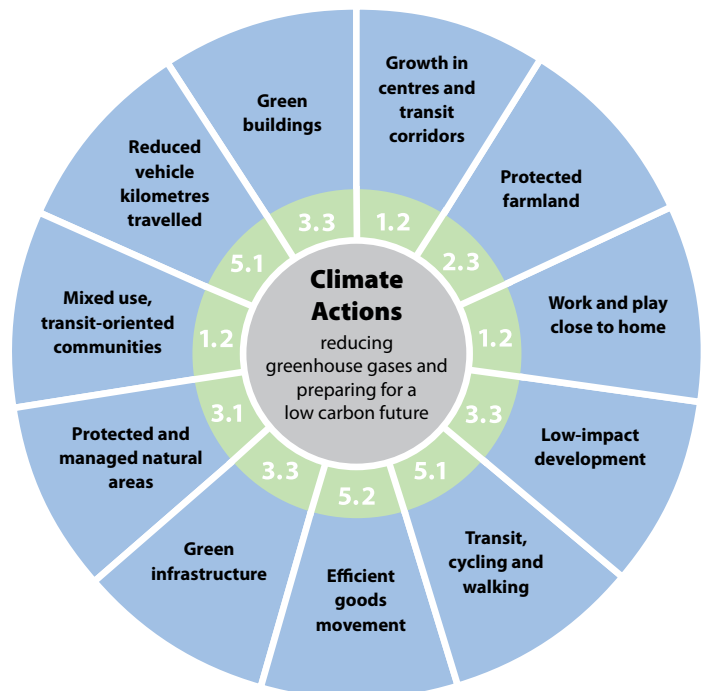 Climate
Actions
reducing
greenhouse gases and
preparing for a
low carbon future
Growth in
centres and
transit
corridors
1.2
Protected
farmland
2.3
Work and play
close to home
1.2
Low-impact
development
3.3
Transit,
cycling and
walking
5.1
Efficient
goods
movement
5.2
Green
infrastructure
3.3
Protected and
managed natural
areas
3.1
Mixed use,
transit-oriented
communities
1.2
Reduced
vehicle
kilometres
travelled
5.1
Green
buildings
3.3